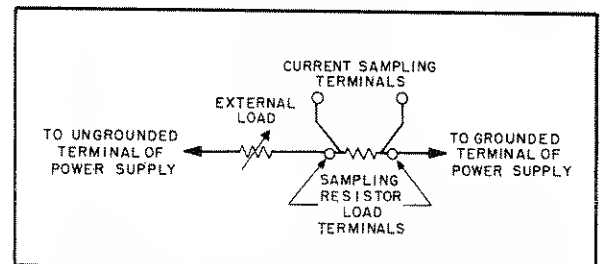 CURRENT SAMPLING
TERMINALS
EXTERNAL
LOAD
TO UNGROUNDED
TERMINAL OF
POWER SUPPLY
TO GROUNDED
TERMINAL OF
POWER SUPPLY
SAMPLING
RESISTOR
LOAD
TERMINALS